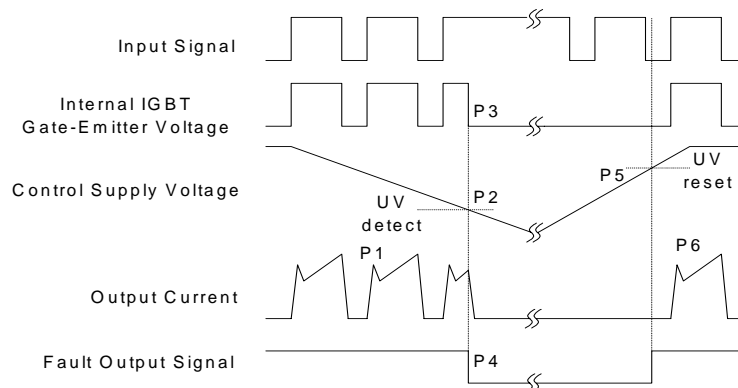 Input Signal
Internal IGBT
Gate-Emitter Voltage
P3
Control Supply Voltage
P2
UV
detect
P5
UV
reset
P1
P6
Output Current
Fault Output Signal
P4